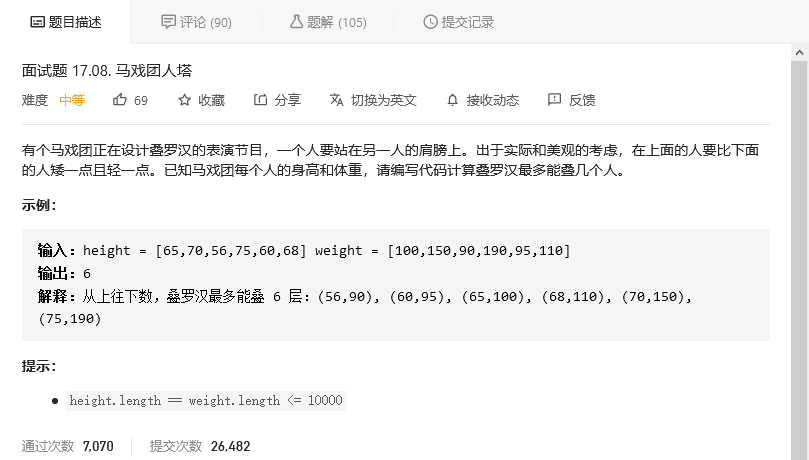 题目描述 评论 (90) 题解 (105) 提交记录
面试题 17.08. 马戏团人塔
难度 中等 69 收藏 分享 切换为英文 接收动态 反馈
有个马戏团正在设计叠罗汉的表演节目，一个人要站在另一人的肩膀上。出于实际和美观的考虑，在上面的人要比下面
的人矮一点且轻一点。已知马戏团每个人的身高和体重，请编写代码计算叠罗汉最多能叠几个人。
示例：
输入：height = [65,70,56,75,60,68] weight = [100,150,90,190,95,110]
输出：6
解释：从上往下数，叠罗汉最多能叠 6 层：(56,90), (60,95), (65,100), (68,110), (70,150),
(75,190)
提示：
height.length == weight.length <= 10000
通过次数 7,070 提交次数 26,482